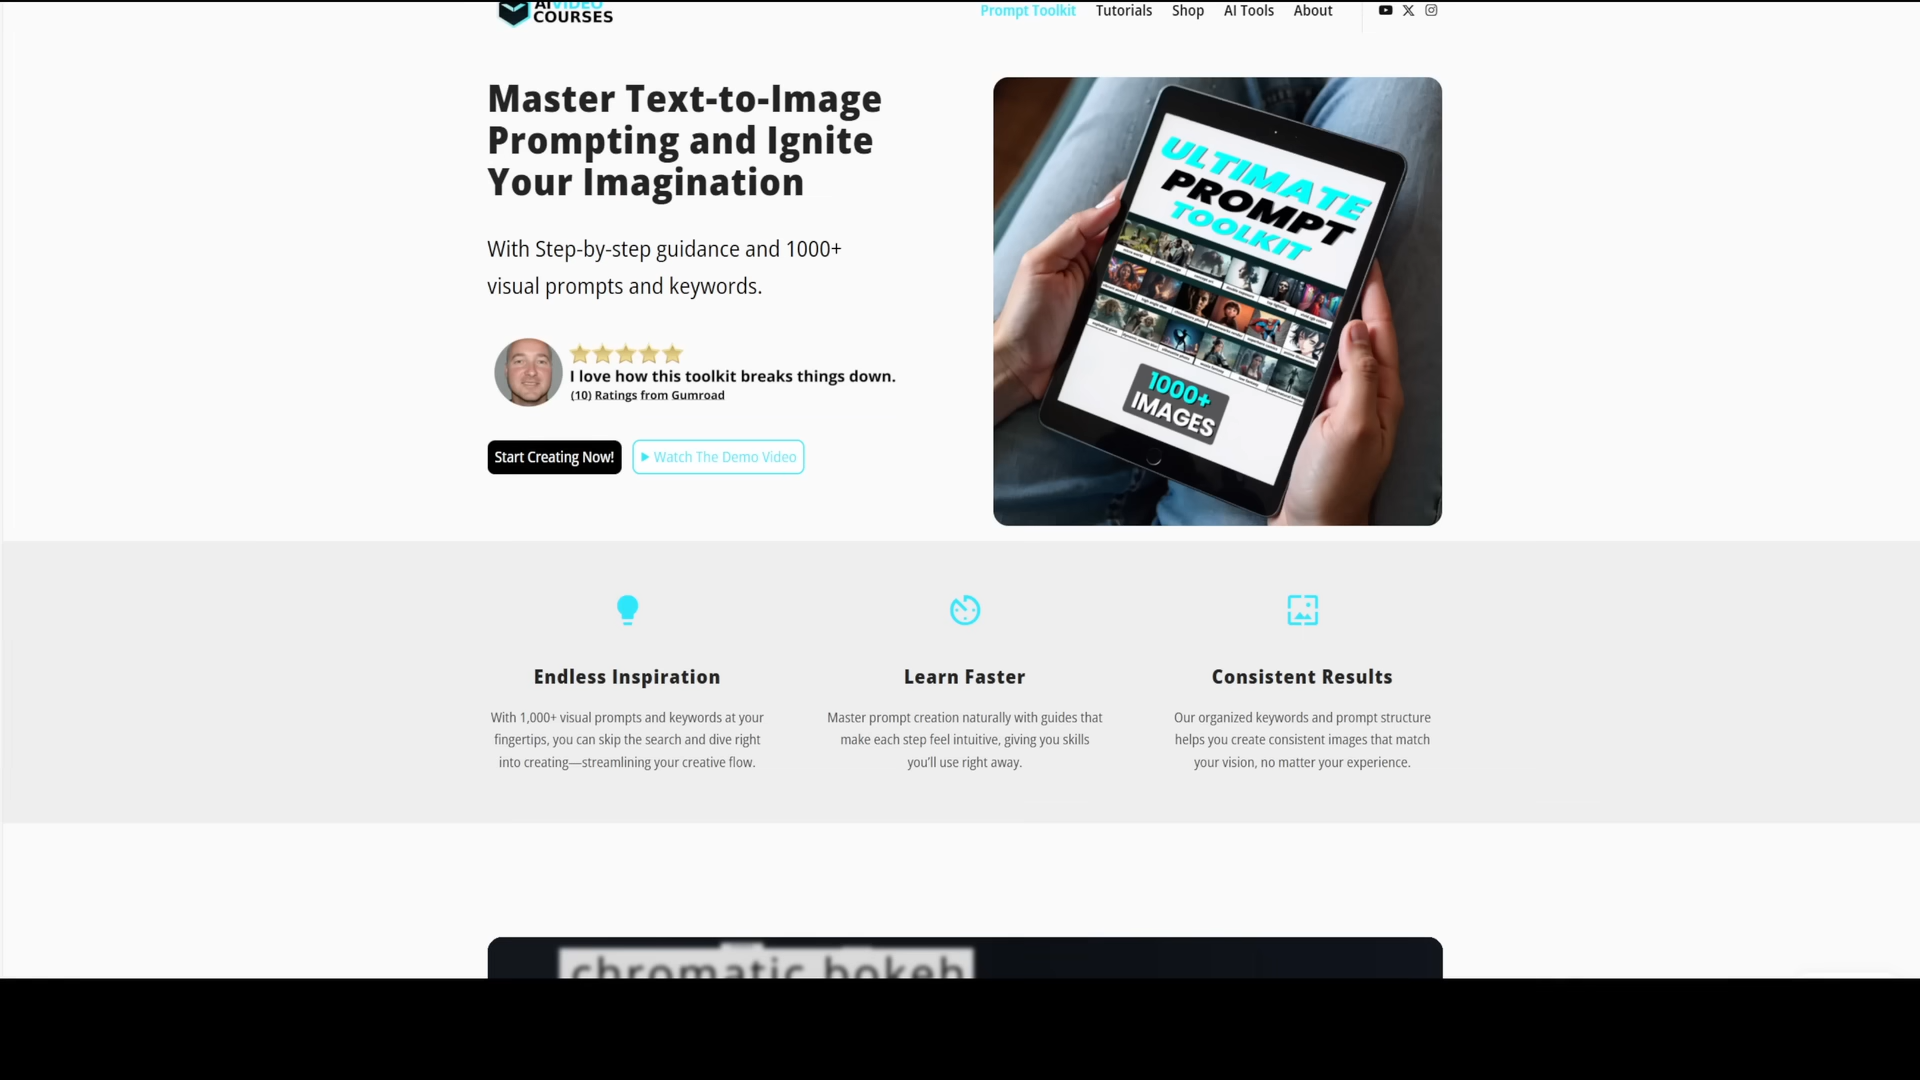 AIVIDEO
COURSES
Prompt Toolkit
Tutorials
Shop
AI Tools
About
Master Text-to-Image
Prompting and Ignite
Your Imagination
With Step-by-step guidance and 1000+
visual prompts and keywords.
I love how this toolkit breaks things down.
(10) Ratings from Gumroad
Start Creating Now!
Watch The Demo Video
ULTIMATE
PROMPT
TOOLKIT
1000+
IMAGES
Endless Inspiration
With 1,000+ visual prompts and keywords at your
fingertips, you can skip the search and dive right
into creating—streamlining your creative flow.
Learn Faster
Master prompt creation naturally with guides that
make each step feel intuitive, giving you skills
you'll use right away.
Consistent Results
Our organized keywords and prompt structure
helps you create consistent images that match
your vision, no matter your experience.
chromatic bokeh